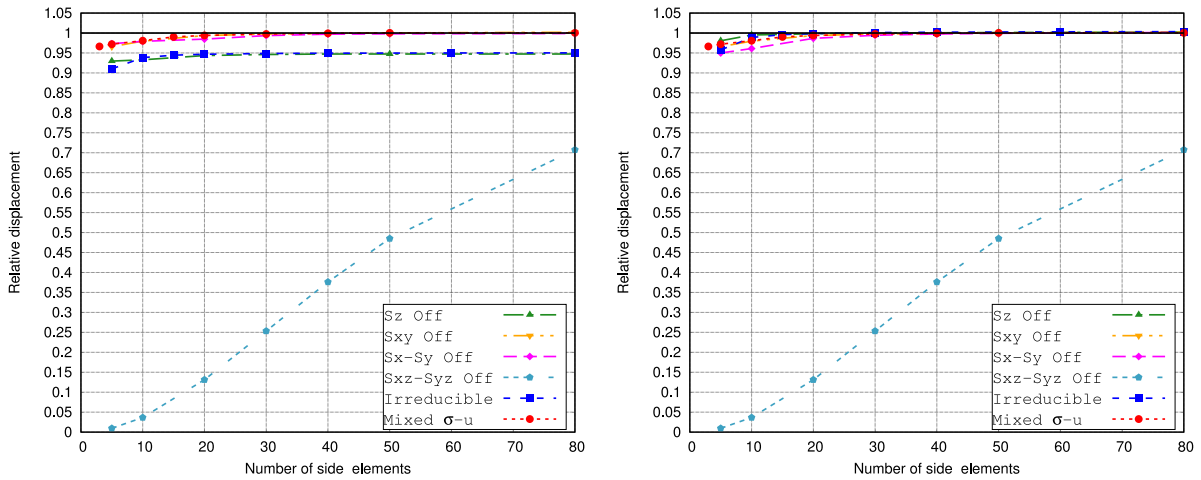 1.05
1
0.95
0.9
0.85
0.8
0.75
0.7
0.65
0.6
0.55
0.5
0.45
0.4
0.35
0.3
0.25
0.2
0.15
0.1
0.05
0
Relative displacement
Sz Off
Sxy Off
Sx-Sy Off
Sxz-Syz Off
Irreducible
Mixed σ-u
0 10 20 30 40 50 60 70 80
Number of side elements
1.05
1
0.95
0.9
0.85
0.8
0.75
0.7
0.65
0.6
0.55
0.5
0.45
0.4
0.35
0.3
0.25
0.2
0.15
0.1
0.05
0
Relative displacement
Sz Off
Sxy Off
Sx-Sy Off
Sxz-Syz Off
Irreducible
Mixed σ-u
0 10 20 30 40 50 60 70 80
Number of side elements